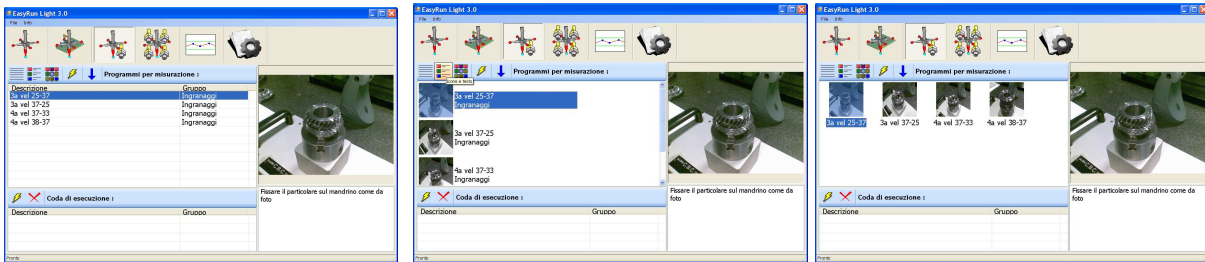 EasyRun Light 3.0
File Info
Programmi per misurazione :
Descrizione Gruppo
3a vel 25-37 Ingranaggi
3a vel 37-25 Ingranaggi
4a vel 37-33 Ingranaggi
4a vel 38-37 Ingranaggi
Coda di esecuzione :
Descrizione Gruppo
Fissare il particolare sul mandrino come da
foto
Pronto
EasyRun Light 3.0
File Info
Programmi per misurazione :
Icone e testo
3a vel 25-37
Ingranaggi
3a vel 37-25
Ingranaggi
4a vel 37-33
Ingranaggi
Coda di esecuzione :
Descrizione Gruppo
Fissare il particolare sul mandrino come da
foto
Pronto
EasyRun Light 3.0
File Info
Programmi per misurazione :
3a vel 25-37 3a vel 37-25 4a vel 37-33 4a vel 38-37
Coda di esecuzione :
Descrizione Gruppo
Fissare il particolare sul mandrino come da
foto
Pronto